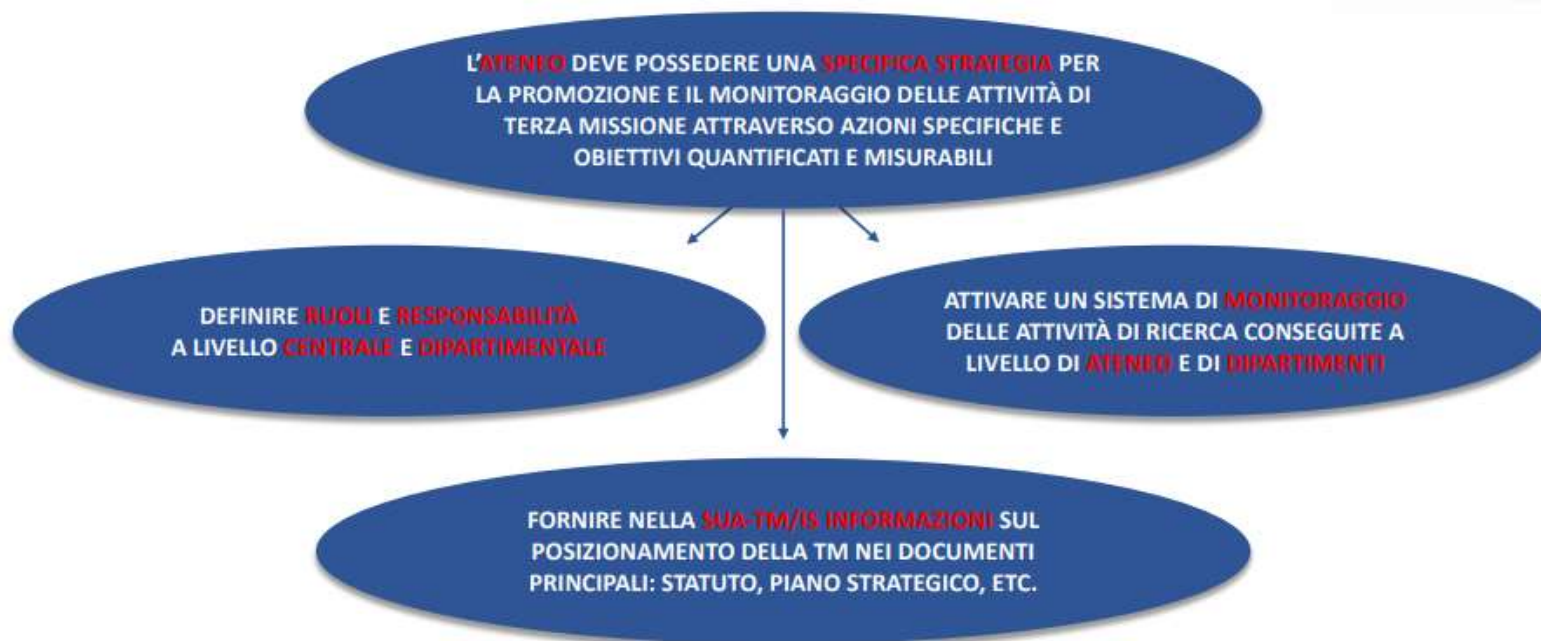 L'ATENEO DEVE POSSEDERE UNA SPECIFICA STRATEGIA PER
LA PROMOZIONE E IL MONITORAGGIO DELLE ATTIVITÀ DI
TERZA MISSIONE ATTRAVERSO AZIONI SPECIFICHE E
OBIETTIVI QUANTIFICATI E MISURABILI
DEFINIRE RUOLI E RESPONSABILITÀ
A LIVELLO CENTRALE E DIPARTIMENTALE
ATTIVARE UN SISTEMA DI MONITORAGGIO
DELLE ATTIVITÀ DI RICERCA CONSEGUITE A
LIVELLO DI ATENEO E DI DIPARTIMENTI
FORNIRE NELLA SUA-TM/IS INFORMAZIONI SUL
POSIZIONAMENTO DELLA TM NEI DOCUMENTI
PRINCIPALI: STATUTO, PIANO STRATEGICO, ETC.